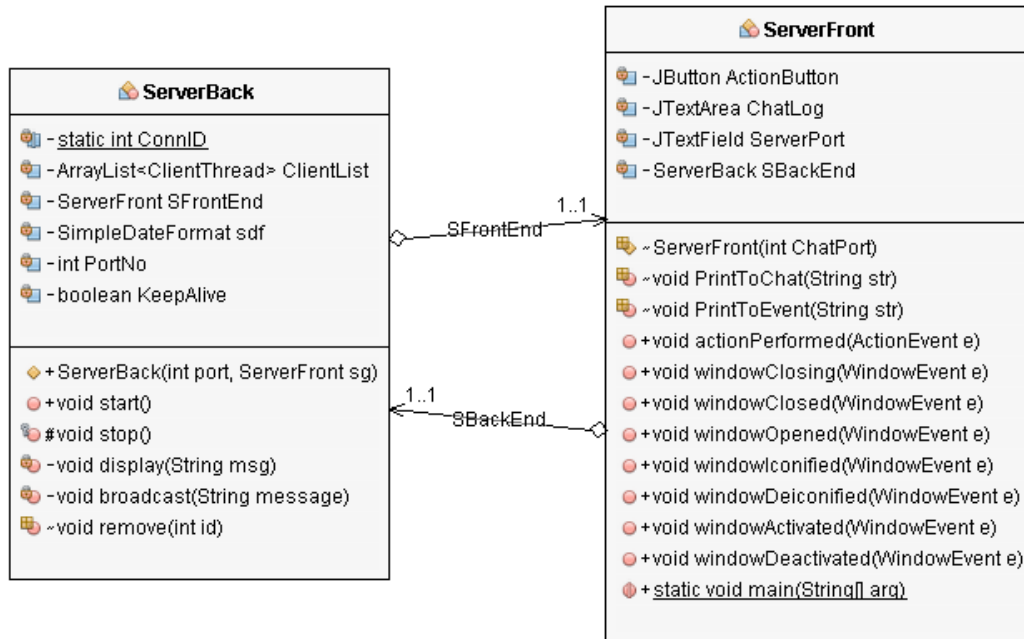 ServerBack
-static int ConnID
-ArrayList<ClientThread> ClientList
-ServerFront SFrontEnd
-SimpleDateFormat sdf
-int PortNo
-boolean KeepAlive
+ServerBack(int port, ServerFront sg)
+void start()
#void stop()
-void display(String msg)
-void broadcast(String message)
~void remove(int id)
1..1
SFrontEnd
1..1
SBackEnd
ServerFront
-JButton ActionButton
-JTextArea ChatLog
-JTextField ServerPort
-ServerBack SBackEnd
~ServerFront(int ChatPort)
~void PrintToChat(String str)
~void PrintToEvent(String str)
+void actionPerformed(ActionEvent e)
+void windowClosing(WindowEvent e)
+void windowClosed(WindowEvent e)
+void windowOpened(WindowEvent e)
+void windowIconified(WindowEvent e)
+void windowDeiconified(WindowEvent e)
+void windowActivated(WindowEvent e)
+void windowDeactivated(WindowEvent e)
+static void main(String[] arg)